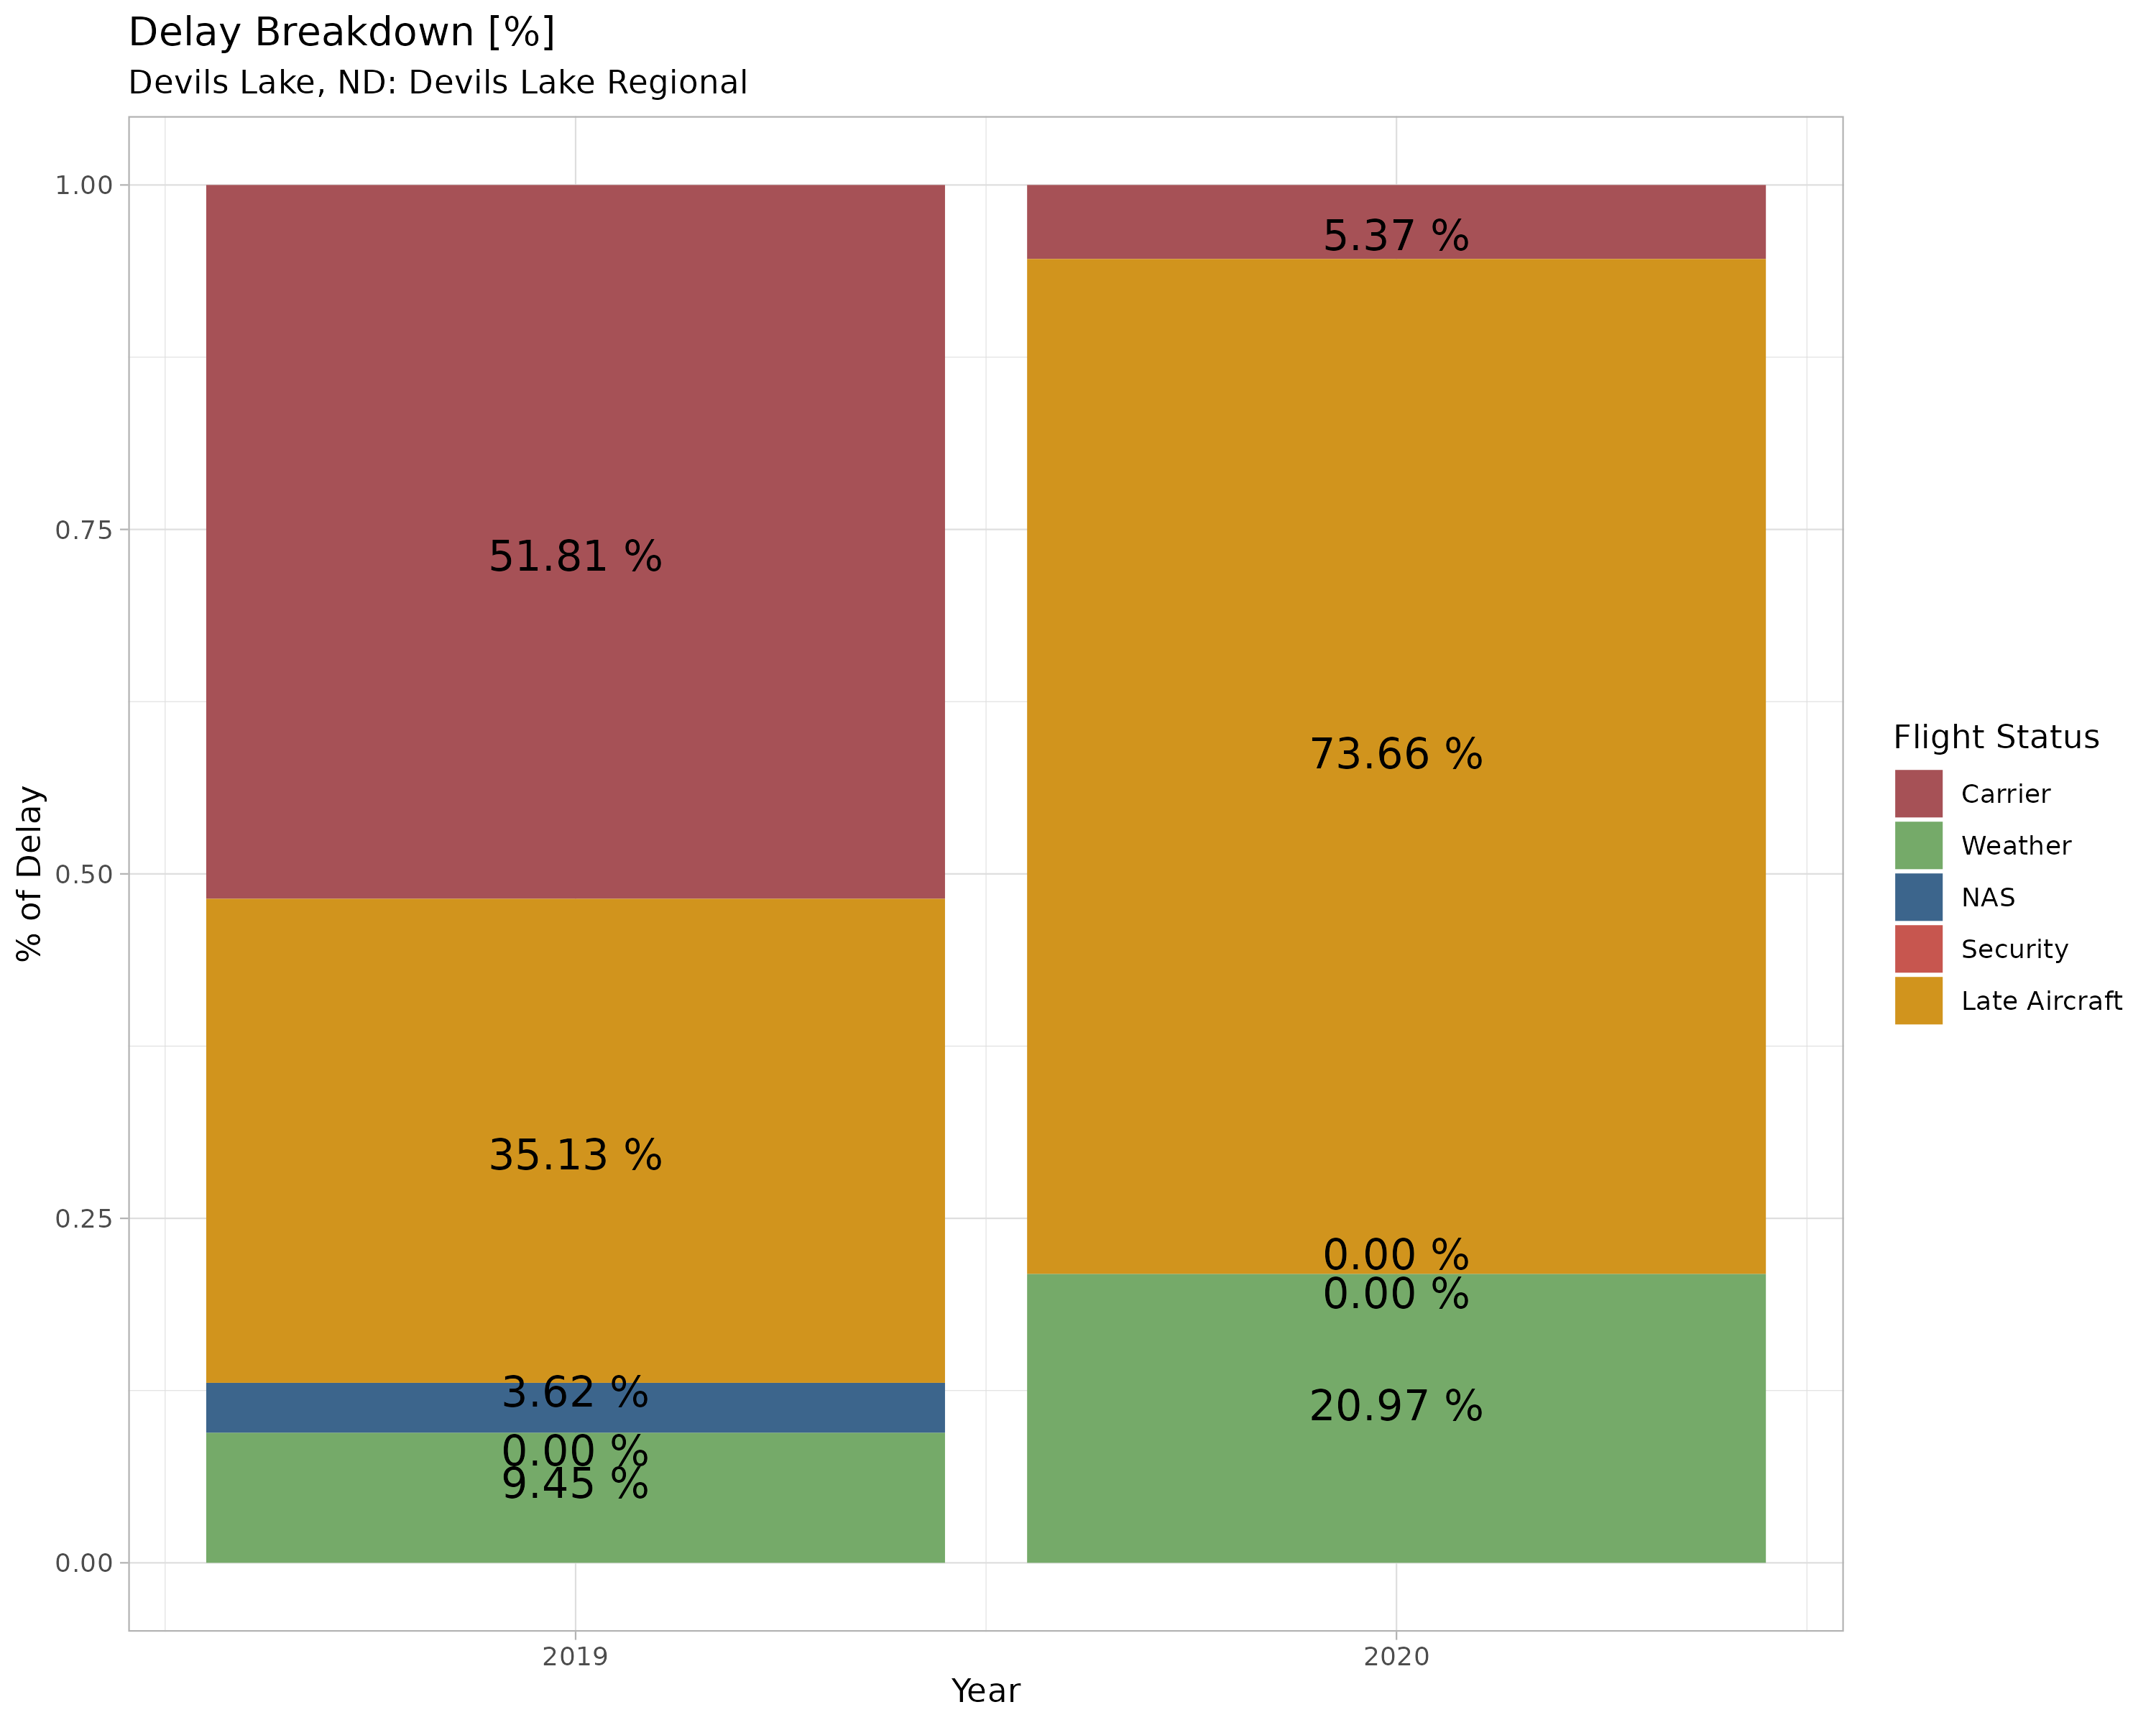 Delay Breakdown [%]
Devils Lake, ND: Devils Lake Regional
1.00
0.75
0.50
0.25
0.00
% of Delay
51.81 %
35.13 %
3.62 %
0.00 %
9.45 %
5.37 %
73.66 %
0.00 %
0.00 %
20.97 %
2019
2020
Year
Flight Status
Carrier
Weather
NAS
Security
Late Aircraft